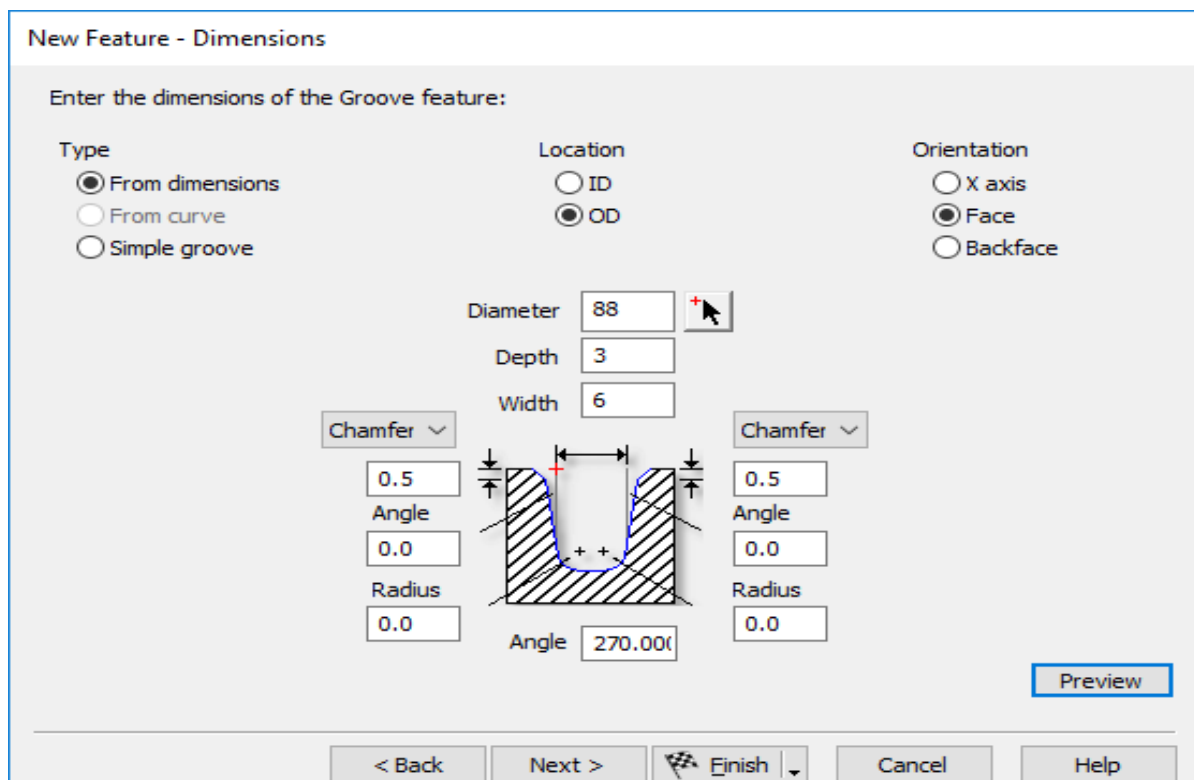 New Feature - Dimensions
Enter the dimensions of the Groove feature:
Type Location Orientation
From dimensions ID X axis
From curve OD Face
Simple groove Backface
Diameter 88
Depth 3
Width 6
Chamfer Chamfer
0.5 0.5
Angle Angle
0.0 0.0
Radius Radius
0.0 0.0
Angle 270.000
Preview
< Back Next > Finish Cancel Help